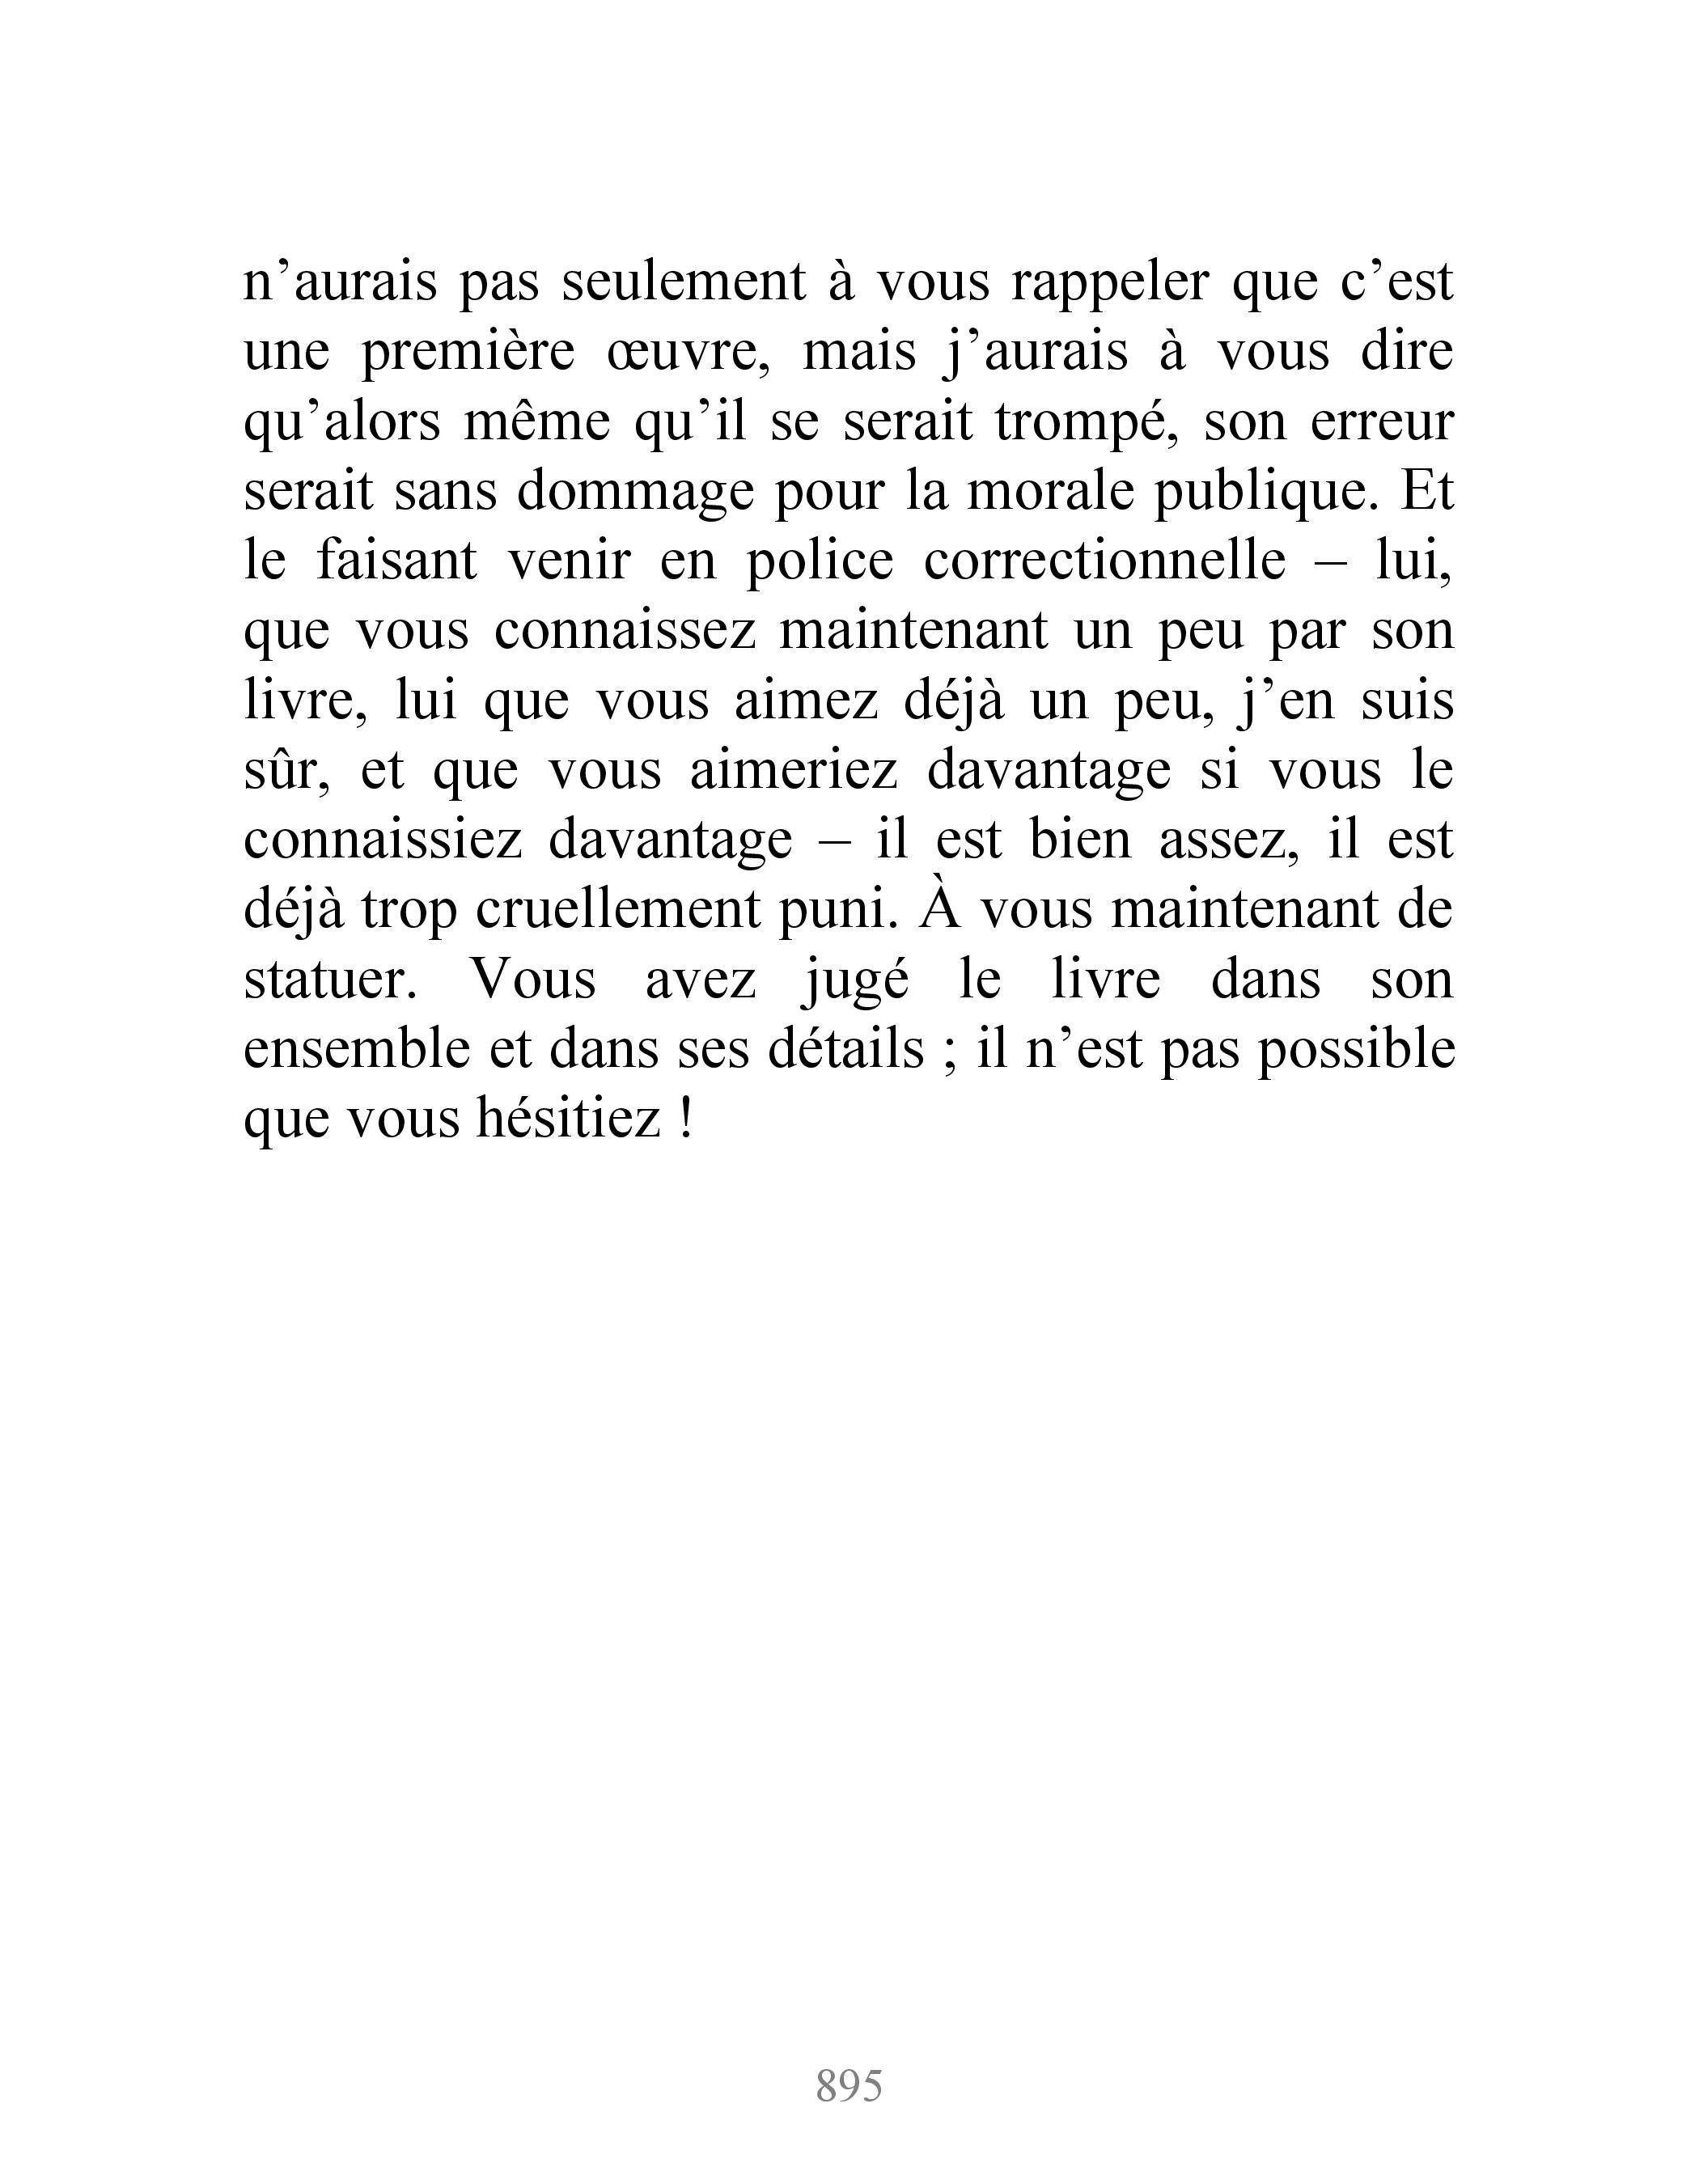 n’aurais pas seulement à vous rappeler que c’est
une première œuvre, mais j’aurais à vous dire
qu’alors même qu’il se serait trompé, son erreur
serait sans dommage pour la morale publique. Et
le faisant venir en police correctionnelle – lui,
que vous connaissez maintenant un peu par son
livre, lui que vous aimez déjà un peu, j’en suis
sûr, et que vous aimeriez davantage si vous le
connaissiez davantage – il est bien assez, il est
déjà trop cruellement puni. À vous maintenant de
statuer. Vous avez jugé le livre dans son
ensemble et dans ses détails ; il n’est pas possible
que vous hésitiez !
895